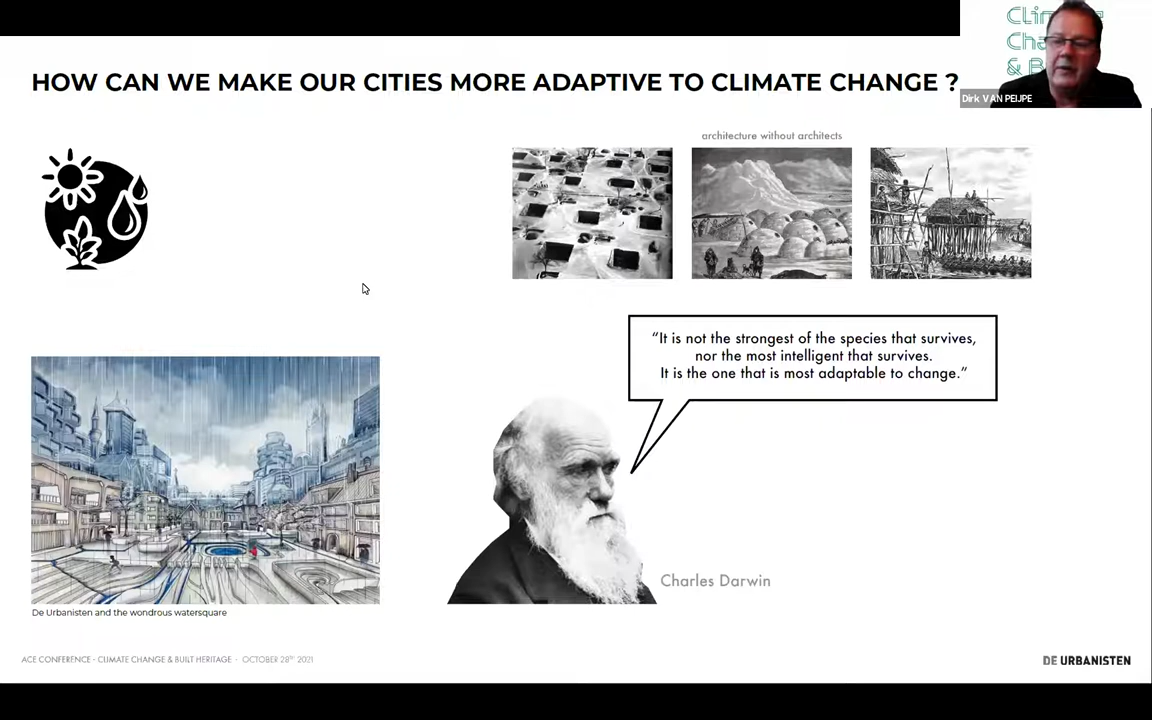 HOW CAN WE MAKE OUR CITIES MORE ADAPTIVE TO CLIMATE CHANGE ?
Dirk VAN PEIJPE
architecture without architects
“It is not the strongest of the species that survives,
nor the most intelligent that survives.
It is the one that is most adaptable to change.”
Charles Darwin
De Urbanisten and the wondrous watersquare
ACE CONFERENCE - CLIMATE CHANGE & BUILT HERITAGE - OCTOBER 28TH 2021
DE URBANISTEN